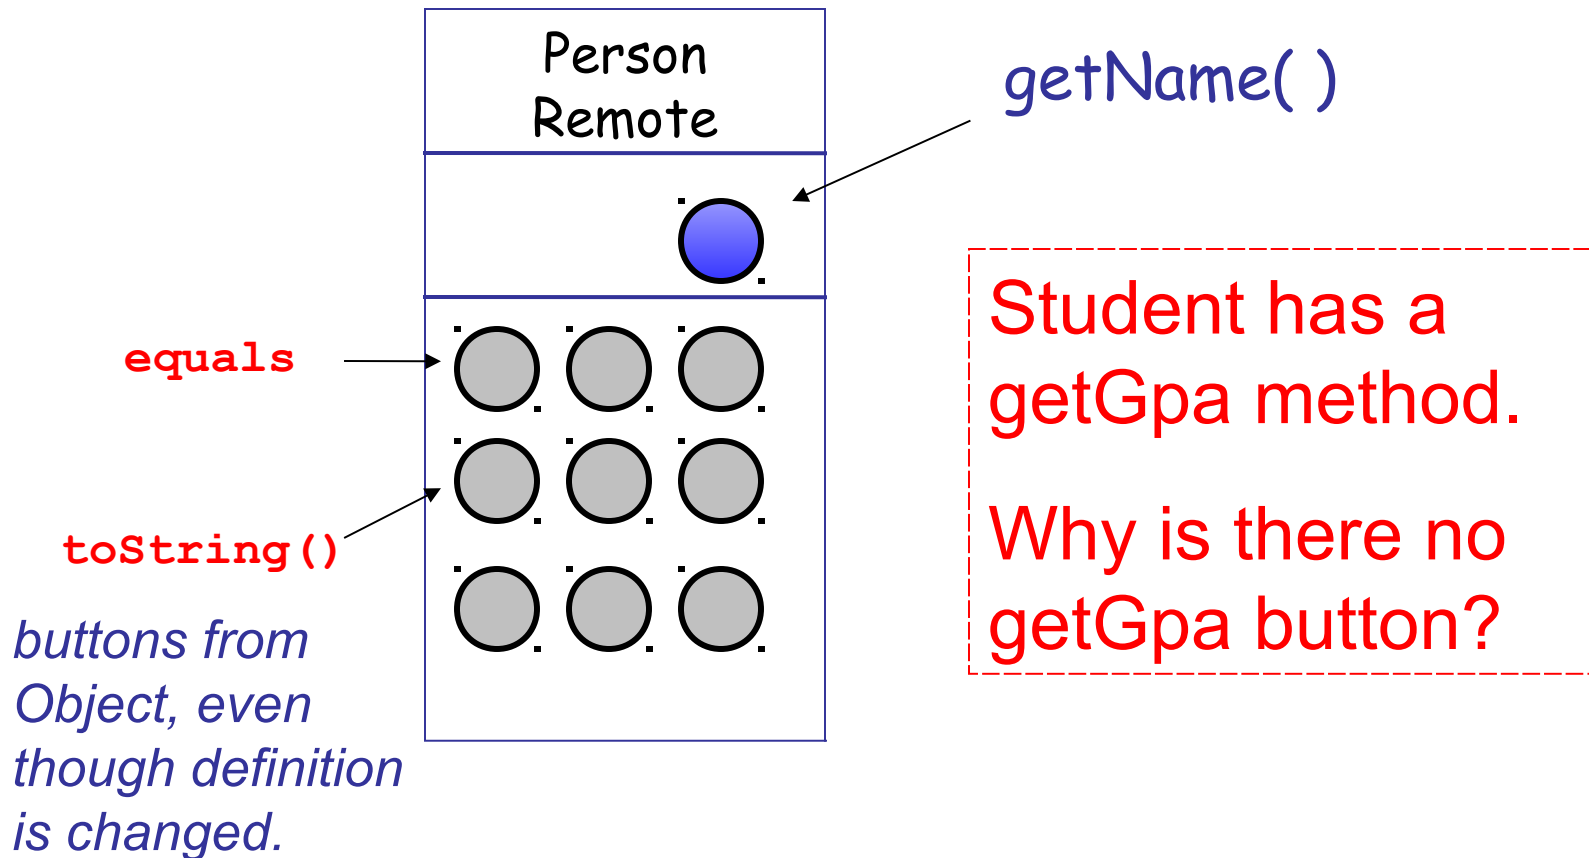 Person
Remote
getName( )
equals
toString()
buttons from
Object, even
though definition
is changed.
Student has a
getGpa method.
Why is there no
getGpa button?